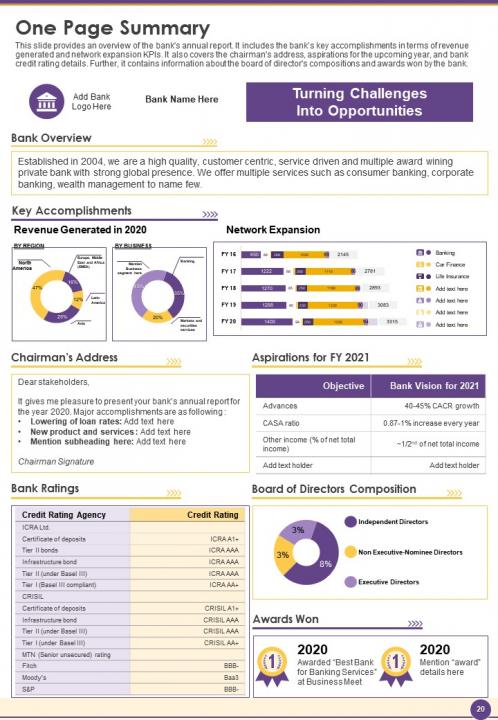 One Page Summary
This slide provides an overview of the bank's annual report. It includes the bank's key accomplishments in terms of revenue
generated and network expansion KPIs. It also covers the chairman's address, aspirations for the upcoming year, and bank
credit rating details. Further, it contains information about the board of director's compositions and awards won by the bank.
Add Bank
Logo Here
Bank Name Here
Turning Challenges
Into Opportunities
Bank Overview
Established in 2004, we are a high quality, customer centric, service driven and multiple award wining
private bank with strong global presence. We offer multiple services such as consumer banking, corporate
banking, wealth management to name few.
Key Accomplishments
Revenue Generated in 2020
Network Expansion
BY REGION
North
America
Europe, Middle
East and Africa
(EMEA)
Latin
America
Asia
47%
12%
BY BUSINESS
Mention
Business
segment here
Banking
Markets and
securities
services
FY 16
2145
FY 17
1222
2761
FY 18
1270
2893
FY 19
3083
FY 20
3015
Banking
Car Finance
Life Insurance
Add text here
Add text here
Add text here
Add text here
Chairman's Address
Dear stakeholders,
It gives me pleasure to present your bank's annual report for
the year 2020. Major accomplishments are as following :
• Lowering of loan rates: Add text here
• New product and services : Add text here
• Mention subheading here: Add text here
Chairman Signature
Aspirations for FY 2021
Objective Bank Vision for 2021
Advances 40-45% CACR growth
CASA ratio 0.87-1% increase every year
Other income (% of net total
income)
~1/2nd of net total income
Add text holder Add text holder
Bank Ratings
Credit Rating Agency Credit Rating
ICRA Ltd.
Certificate of deposits ICRA A1+
Tier II bonds ICRA AAA
Infrastructure bond ICRA AAA
Tier II (under Basel III) ICRA AAA
Tier I (Basel III compliant) ICRA AA+
CRISIL
Certificate of deposits CRISIL A1+
Infrastructure bond CRISIL AAA
Tier II (under Basel III) CRISIL AAA
Tier I (under Basel III) CRISIL AA+
MTN (Senior unsecured) rating
Fitch BBB-
Moody's Baa3
S&P BBB-
Board of Directors Composition
3%
3%
8%
Independent Directors
Non Executive-Nominee Directors
Executive Directors
Awards Won
1
2020
Awarded "Best Bank
for Banking Services"
at Business Meet
1
2020
Mention "award"
details here
20